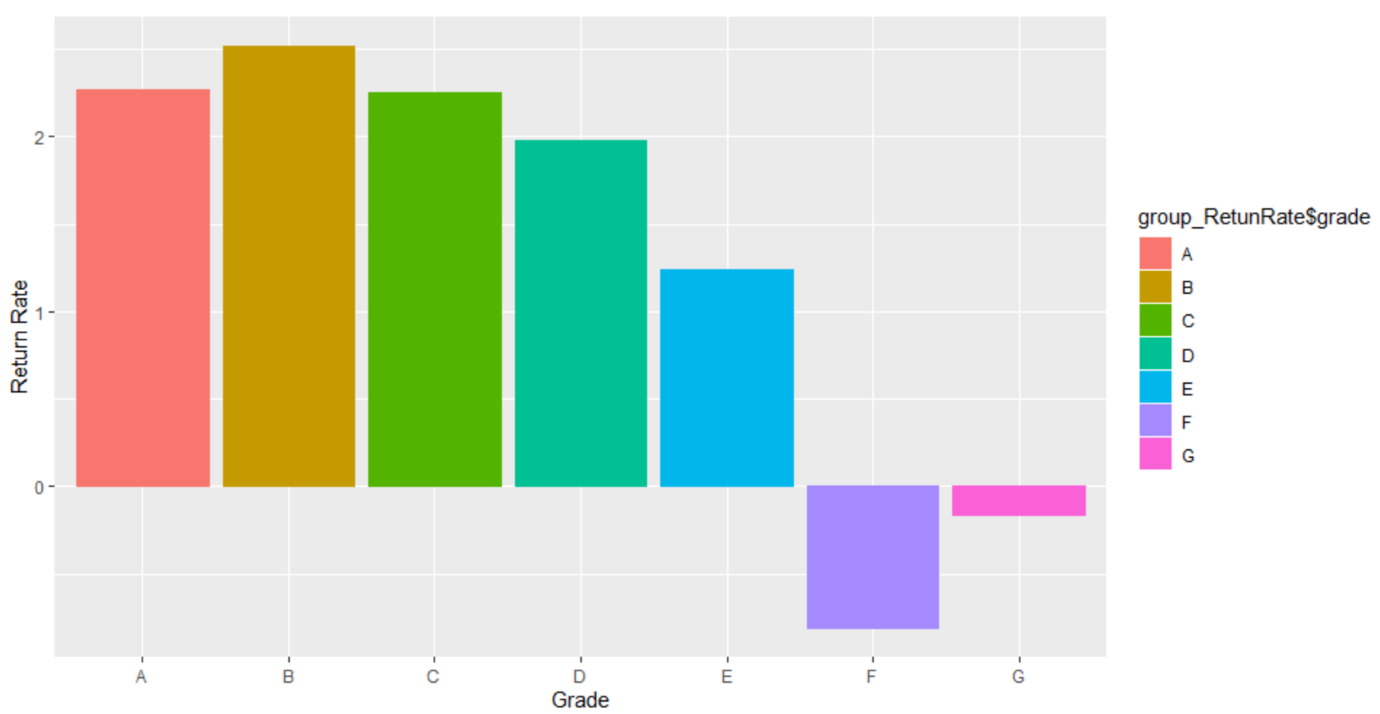 2
1
0
Return Rate
A B C D E F G
Grade
group_RetunRate$grade
A
B
C
D
E
F
G